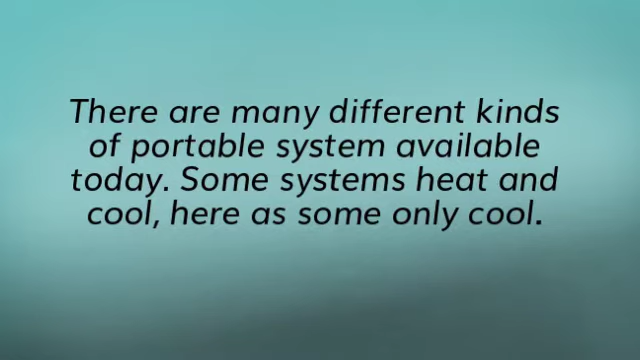 There are many different kinds
of portable system available
today. Some systems heat and
cool, here as some only cool.